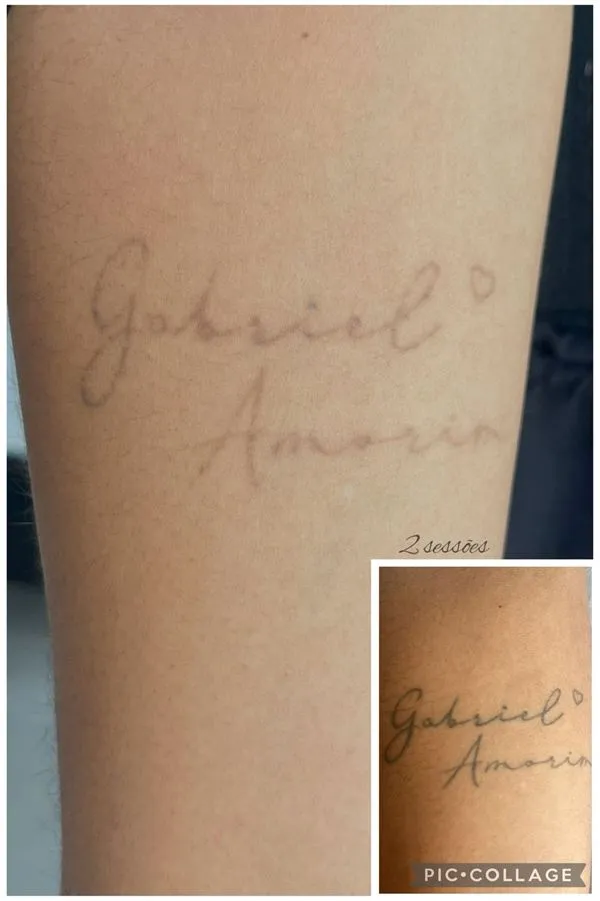 Gabriel
Amorim
2 sessões
Gabriel
Amorim
PIC•COLLAGE